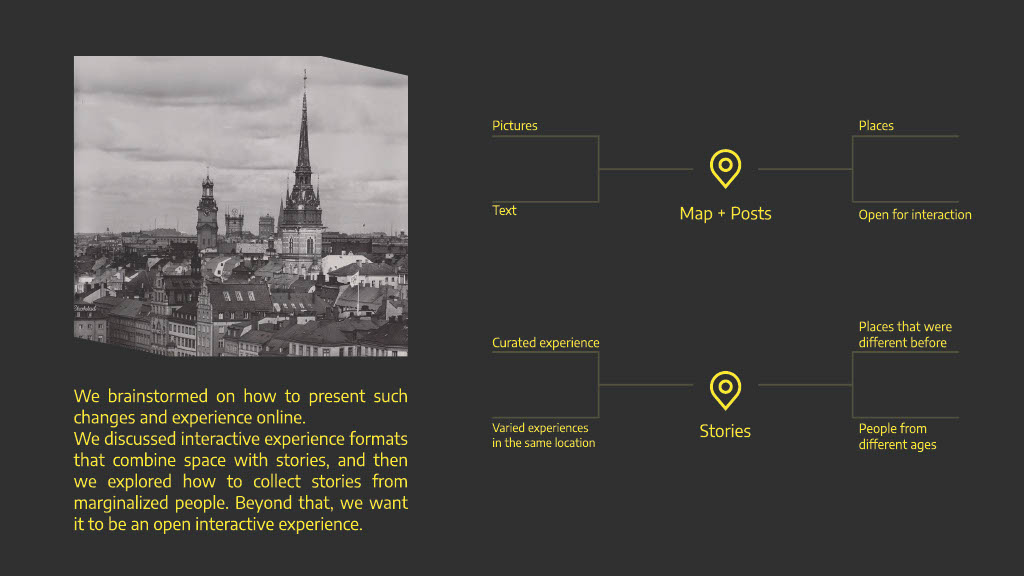 We brainstormed on how to present such
changes and experience online.
We discussed interactive experience formats
that combine space with stories, and then
we explored how to collect stories from
marginalized people. Beyond that, we want
it to be an open interactive experience.
Pictures
Text
Map + Posts
Places
Open for interaction
Curated experience
Varied experiences
in the same location
Stories
Places that were
different before
People from
different ages